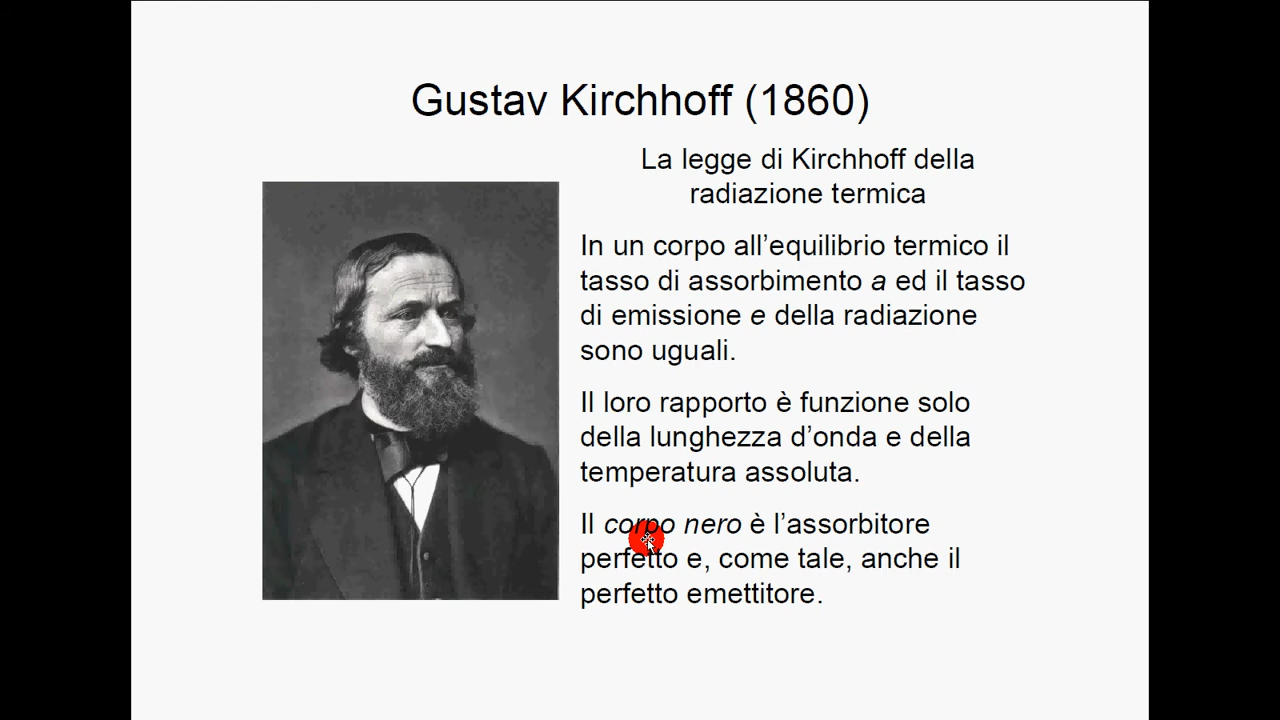 Gustav Kirchhoff (1860)
La legge di Kirchhoff della
radiazione termica
In un corpo all’equilibrio termico il
tasso di assorbimento a ed il tasso
di emissione e della radiazione
sono uguali.
Il loro rapporto è funzione solo
della lunghezza d’onda e della
temperatura assoluta.
Il corpo nero è l’assorbitore
perfetto e, come tale, anche il
perfetto emettitore.